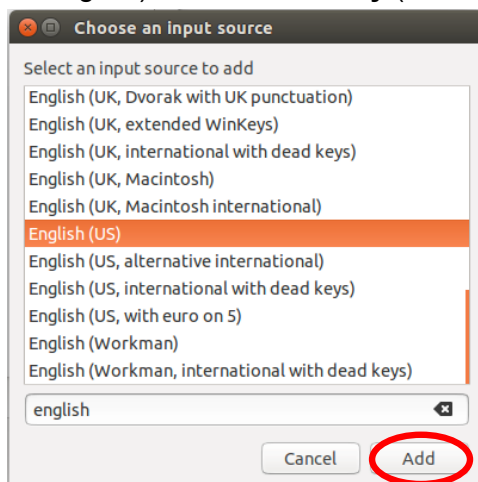 Choose an input source
Select an input source to add
English (UK, Dvorak with UK punctuation)
English (UK, extended WinKeys)
English (UK, international with dead keys)
English (UK, Macintosh)
English (UK, Macintosh international)
English (US)
English (US, alternative international)
English (US, international with dead keys)
English (US, with euro on 5)
English (Workman)
English (Workman, international with dead keys)
english
Cancel Add